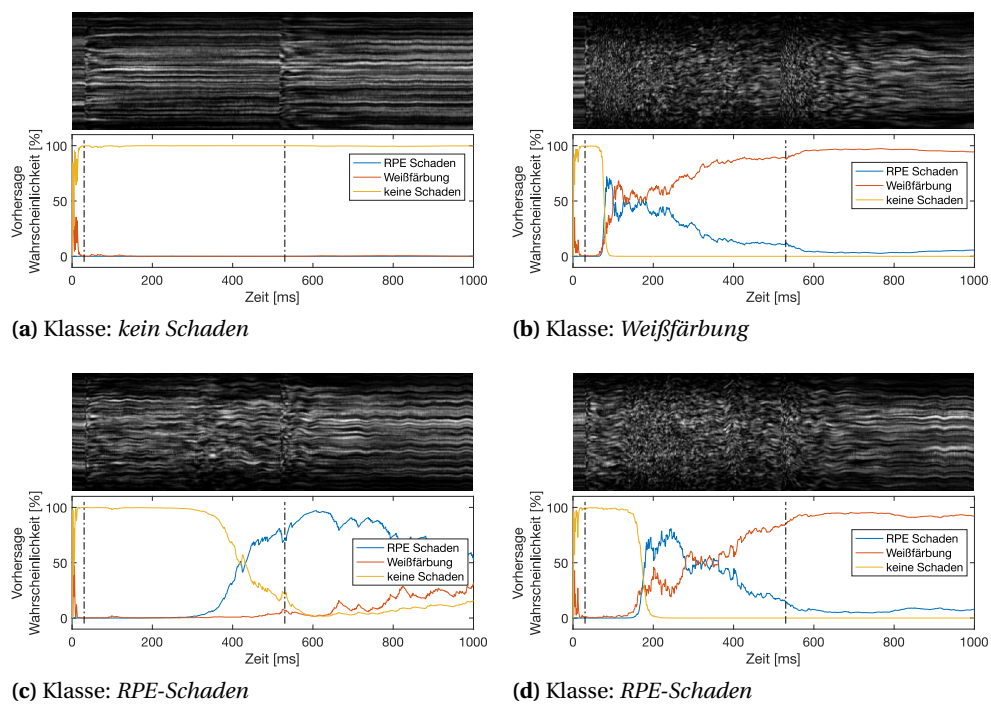 Vorhersage
Wahrscheinlichkeit [%]
100
50
0
RPE Schaden
Weißfärbung
keine Schaden
0 200 400 600 800 1000
Zeit [ms]
(a) Klasse: kein Schaden
Vorhersage
Wahrscheinlichkeit [%]
100
50
0
RPE Schaden
Weißfärbung
keine Schaden
0 200 400 600 800 1000
Zeit [ms]
(b) Klasse: Weißfärbung
Vorhersage
Wahrscheinlichkeit [%]
100
50
0
RPE Schaden
Weißfärbung
keine Schaden
0 200 400 600 800 1000
Zeit [ms]
(c) Klasse: RPE-Schaden
Vorhersage
Wahrscheinlichkeit [%]
100
50
0
RPE Schaden
Weißfärbung
keine Schaden
0 200 400 600 800 1000
Zeit [ms]
(d) Klasse: RPE-Schaden